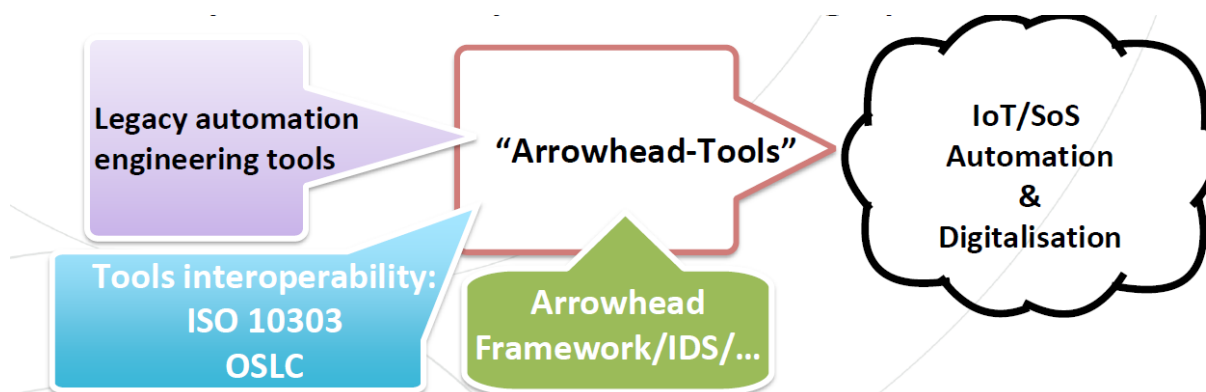 Legacy automation
engineering tools
“Arrowhead-Tools”
IoT/SoS
Automation
&
Digitalisation
Tools interoperability:
ISO 10303
OSLC
Arrowhead
Framework/IDS/…